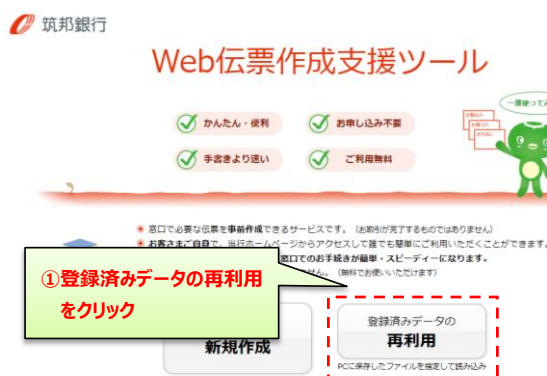 筑邦銀行
Web伝票作成支援ツール
かんたん・便利
お申し込み不要
手書きより速い
ご利用無料
一度使ってみ
窓口で必要な伝票を事前作成できるサービスです。（お取引が完了するものではありません）
お客さまご自身で、当行ホームページからアクセスして誰でも簡単にご利用いただくことができます。
窓口でのお手続きが簡単・スピーディーになります。
せん。（無料でお使いいただけます）
①登録済みデータの再利用
をクリック
新規作成
登録済みデータの
再利用
PCに保存したファイルを指定して読み込み